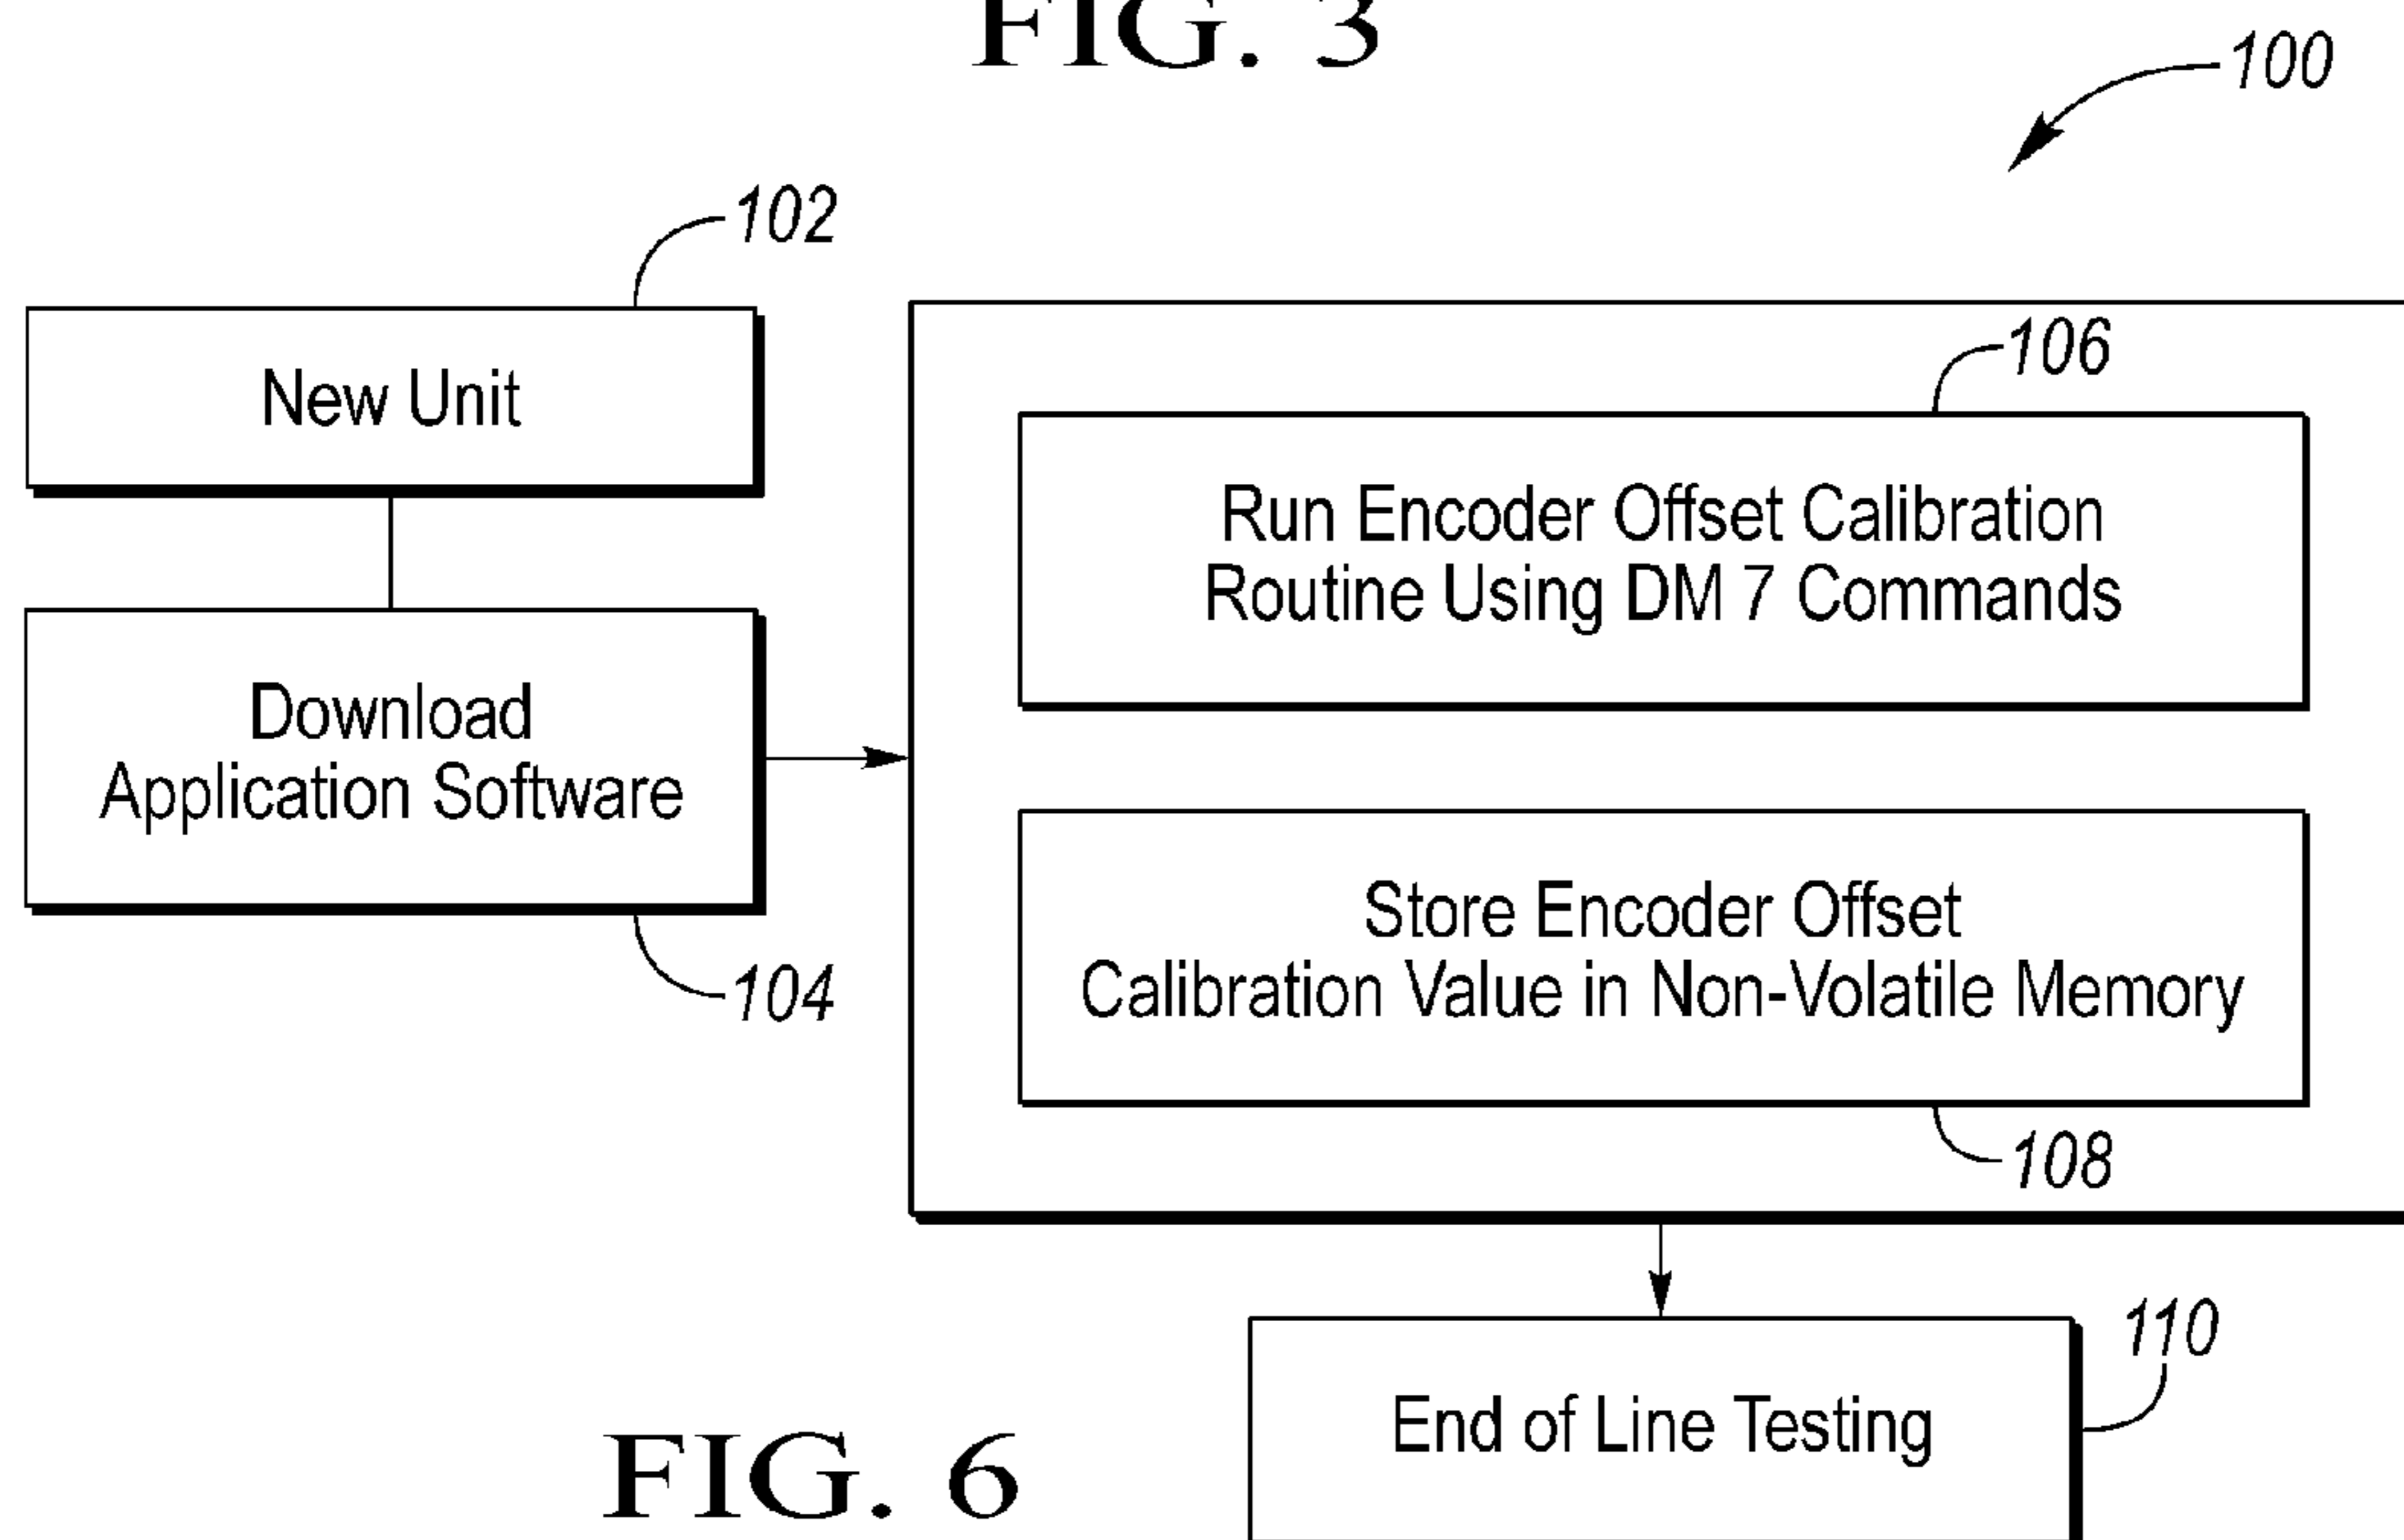 FIG. 3
100
102
New Unit
106
Run Encoder Offset Calibration
Routine Using DM 7 Commands
Download
Application Software
104
Store Encoder Offset
Calibration Value in Non-Volatile Memory
108
110
End of Line Testing
FIG. 6